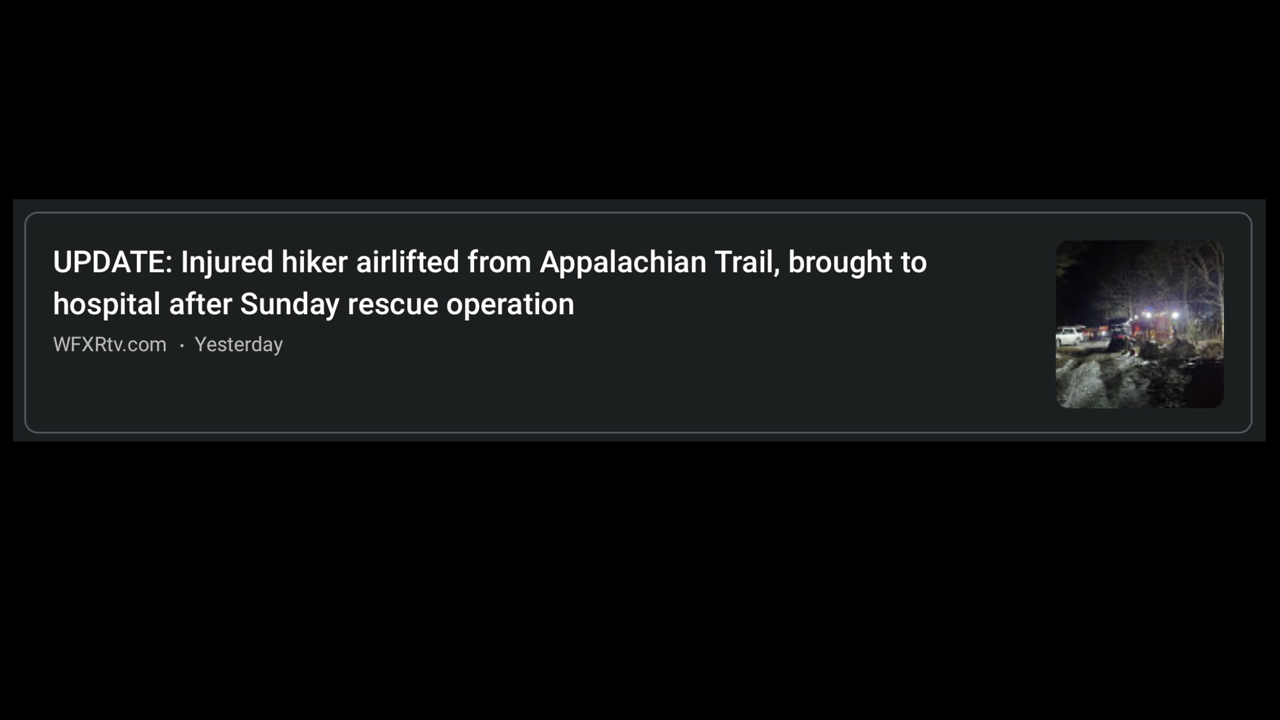 UPDATE: Injured hiker airlifted from Appalachian Trail, brought to
hospital after Sunday rescue operation
WFXRtv.com · Yesterday